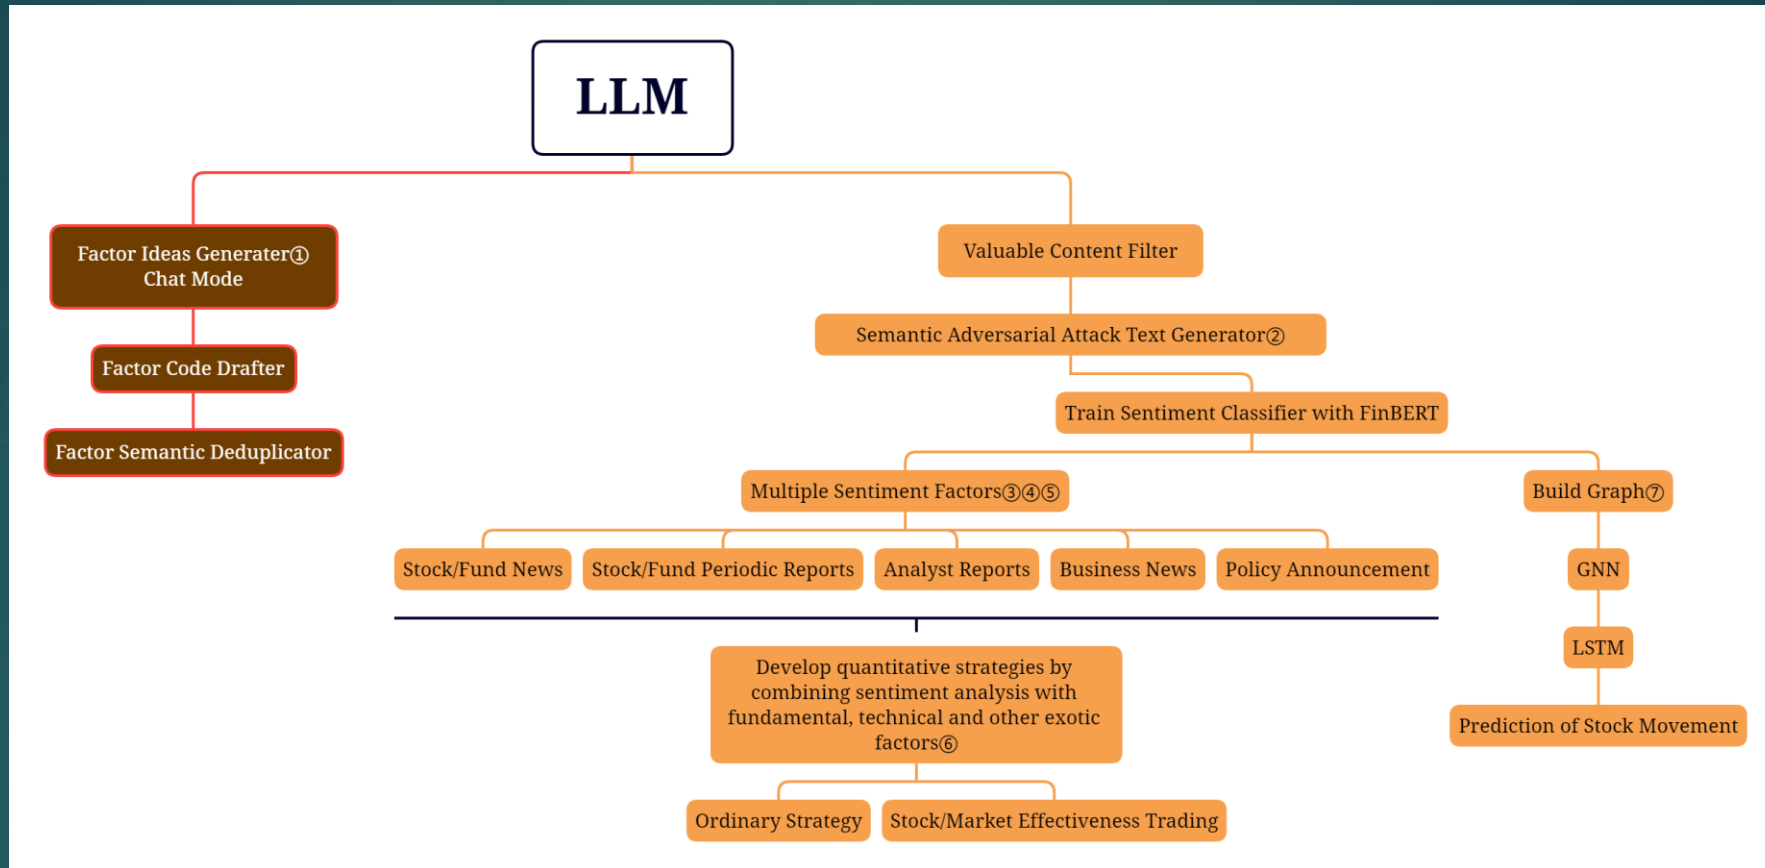 LLM
Factor Ideas Generater①
Chat Mode
Factor Code Drafter
Factor Semantic Deduplicator
Valuable Content Filter
Semantic Adversarial Attack Text Generator②
Train Sentiment Classifier with FinBERT
Multiple Sentiment Factors③④⑤
Build Graph⑦
Stock/Fund News
Stock/Fund Periodic Reports
Analyst Reports
Business News
Policy Announcement
GNN
LSTM
Prediction of Stock Movement
Develop quantitative strategies by
combining sentiment analysis with
fundamental, technical and other exotic
factors⑥
Ordinary Strategy
Stock/Market Effectiveness Trading